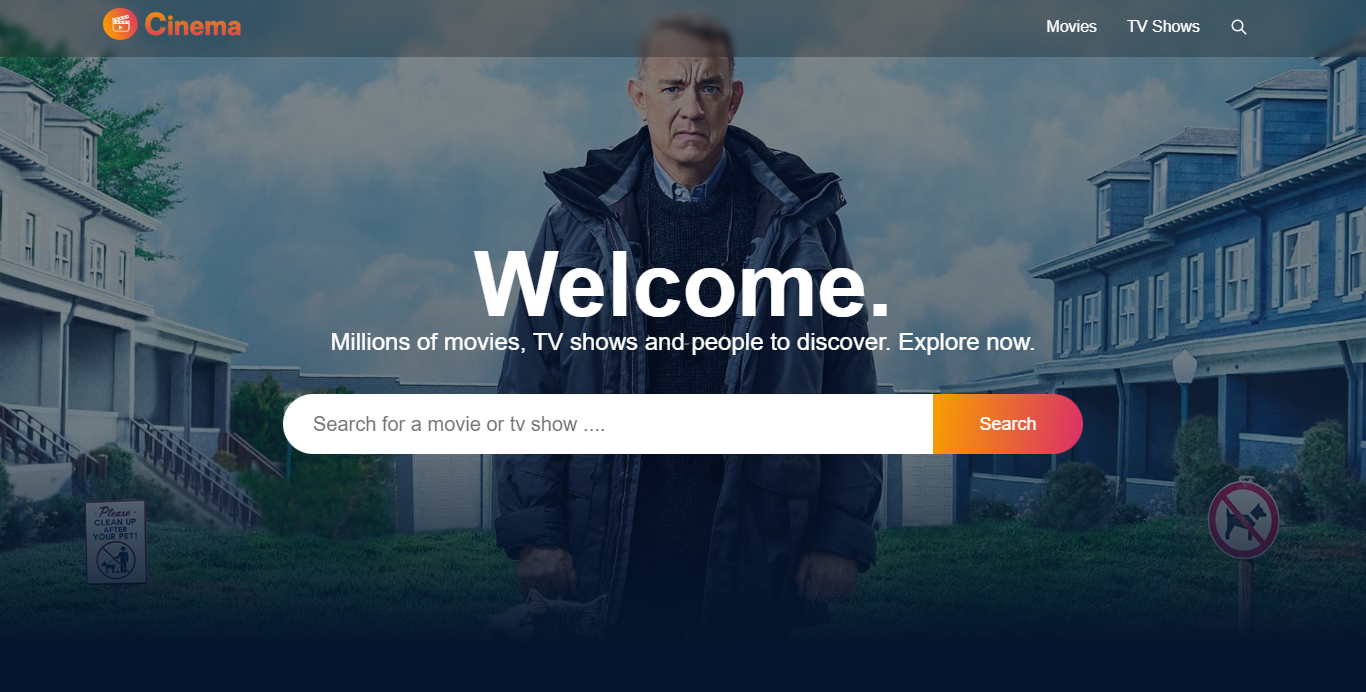 Cinema
Movies
TV Shows
Welcome.
Millions of movies, TV shows and people to discover. Explore now.
Search for a movie or tv show ....
Search
- Please -
CLEAN UP
AFTER
YOUR PET!